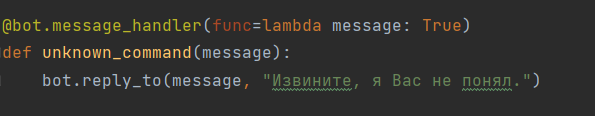 @bot.message_handler(func=lambda message: True)
def unknown_command(message):
bot.reply_to(message, "Извините, я Вас не понял.")